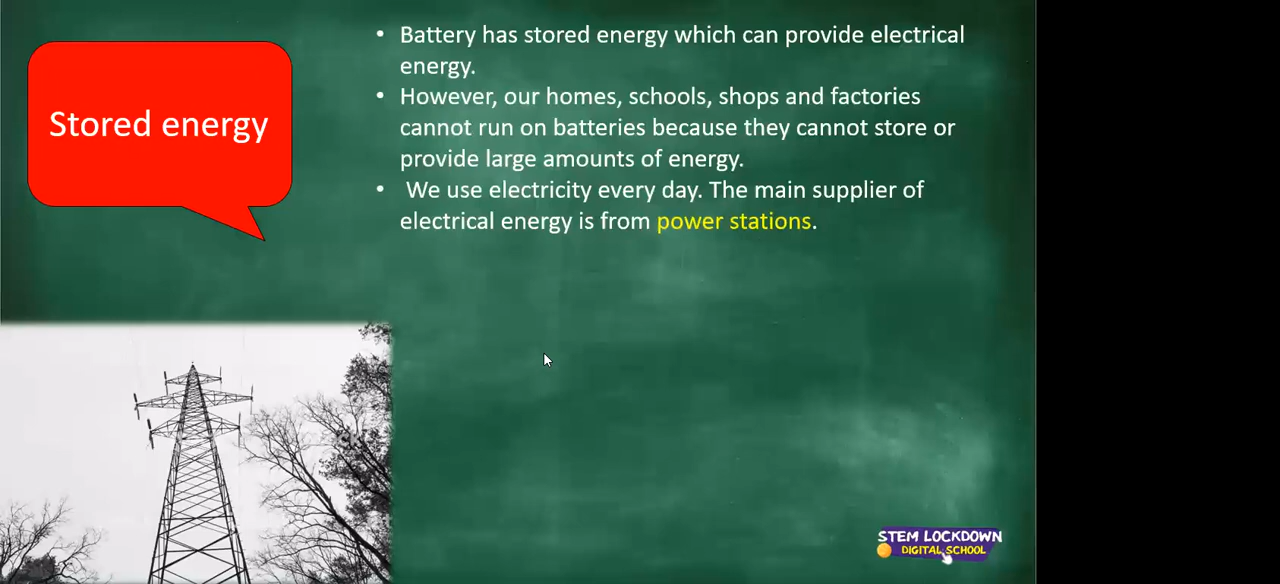 Stored energy
• Battery has stored energy which can provide electrical
energy.
• However, our homes, schools, shops and factories
cannot run on batteries because they cannot store or
provide large amounts of energy.
• We use electricity every day. The main supplier of
electrical energy is from power stations.
STEM LOCKDOWN
DIGITAL SCHOOL